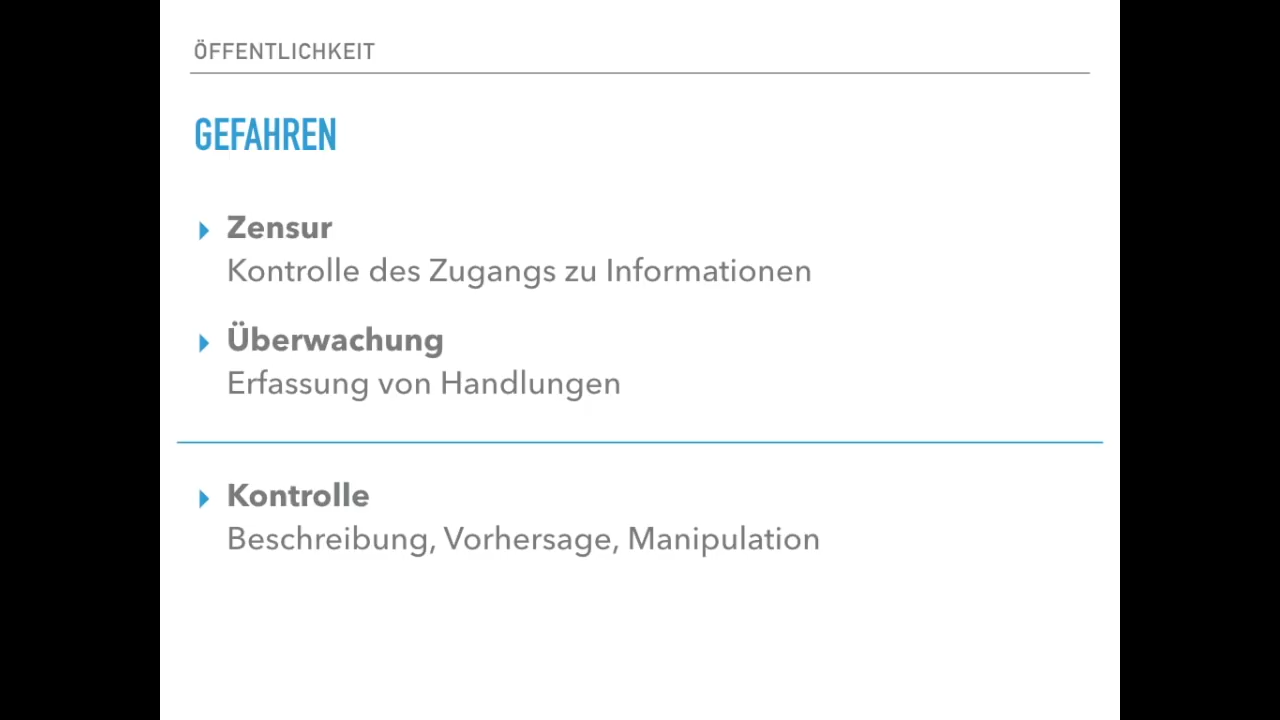 ÖFFENTLICHKEIT
GEFAHREN
Zensur
Kontrolle des Zugangs zu Informationen
Überwachung
Erfassung von Handlungen
Kontrolle
Beschreibung, Vorhersage, Manipulation